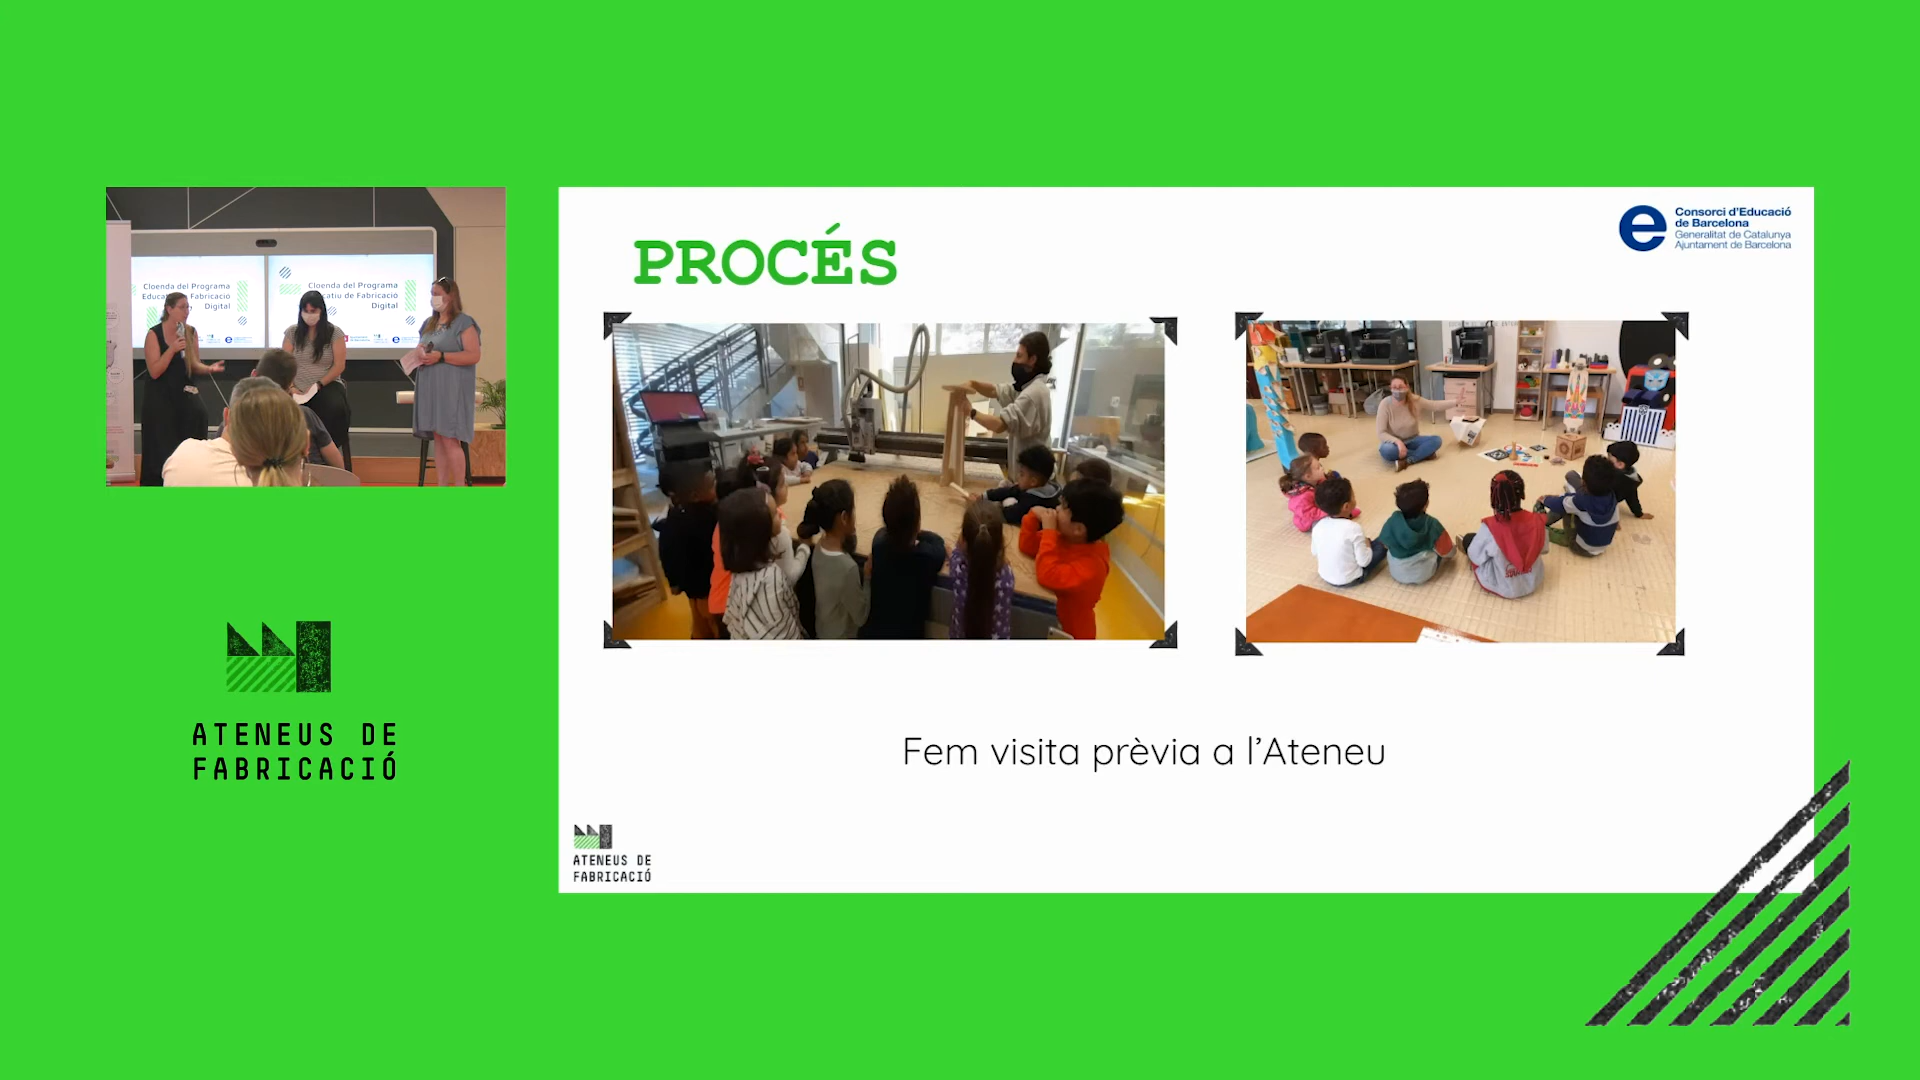 Cloenda del Programa
Digital
Cloenda del Programa
Educatiu de Fabricació
Digital
ATENEUS DE
FABRICACIÓ
PROCÉS
Consorci d'Educació
de Barcelona
Generalitat de Catalunya
Ajuntament de Barcelona
Fem visita prèvia a l'Ateneu
ATENEUS DE
FABRICACIÓ